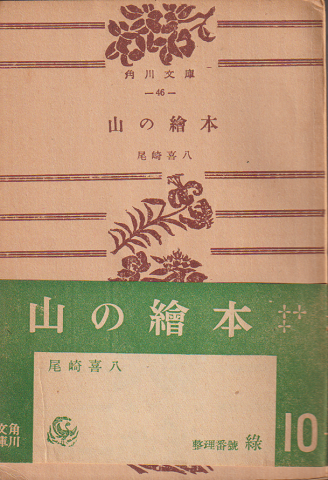 角川文庫
—46—
山の繪本
尾崎喜八
山の繪本
尾崎喜八
整理番號 綠
10
角川文庫